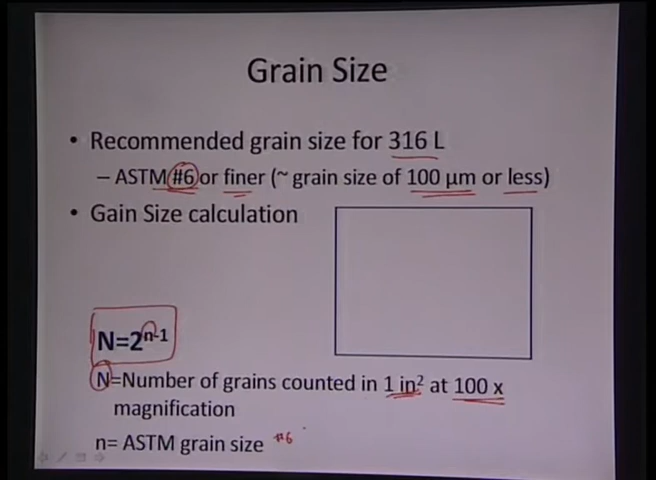 Grain Size
• Recommended grain size for 316 L
– ASTM #6 or finer (~ grain size of 100 µm or less)
• Gain Size calculation
N=2ⁿ⁻¹
N=Number of grains counted in 1 in² at 100 x
magnification
n= ASTM grain size #6